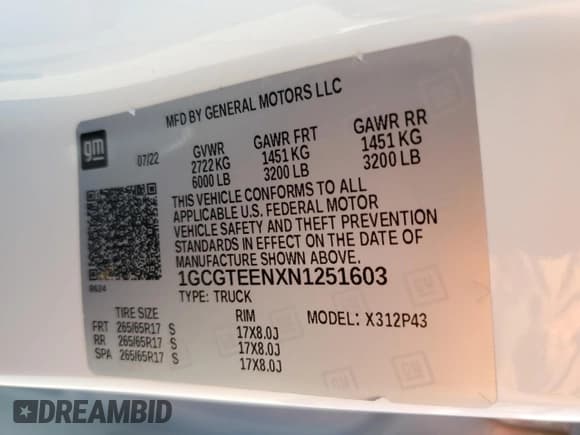 MFD BY GENERAL MOTORS LLC
gm
07/22
GVWR GAWR FRT GAWR RR
2722 KG 1451 KG 1451 KG
6000 LB 3200 LB 3200 LB
THIS VEHICLE CONFORMS TO ALL
APPLICABLE U.S. FEDERAL MOTOR
VEHICLE SAFETY AND THEFT PREVENTION
STANDARDS IN EFFECT ON THE DATE OF
MANUFACTURE SHOWN ABOVE.
1GCGTEENXN1251603
TYPE: TRUCK
TIRE SIZE RIM MODEL: X312P43
FRT 265/65R17 S 17X8.0J
RR 265/65R17 S 17X8.0J
SPA 265/65R17 S 17X8.0J
DREAMBID